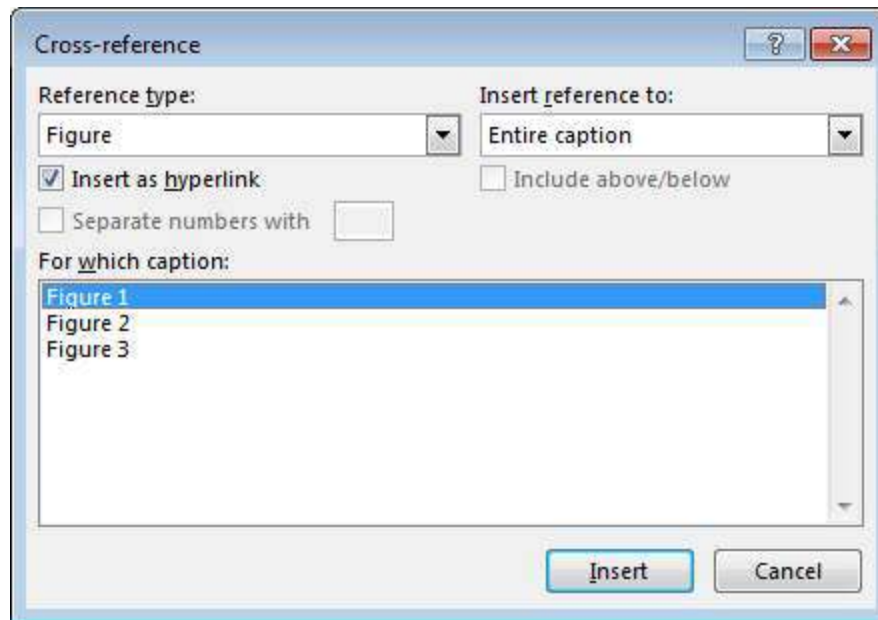 Cross-reference
Reference type:
Insert reference to:
Figure
Entire caption
Insert as hyperlink
Include above/below
Separate numbers with
For which caption:
Figure 1
Figure 2
Figure 3
Insert
Cancel